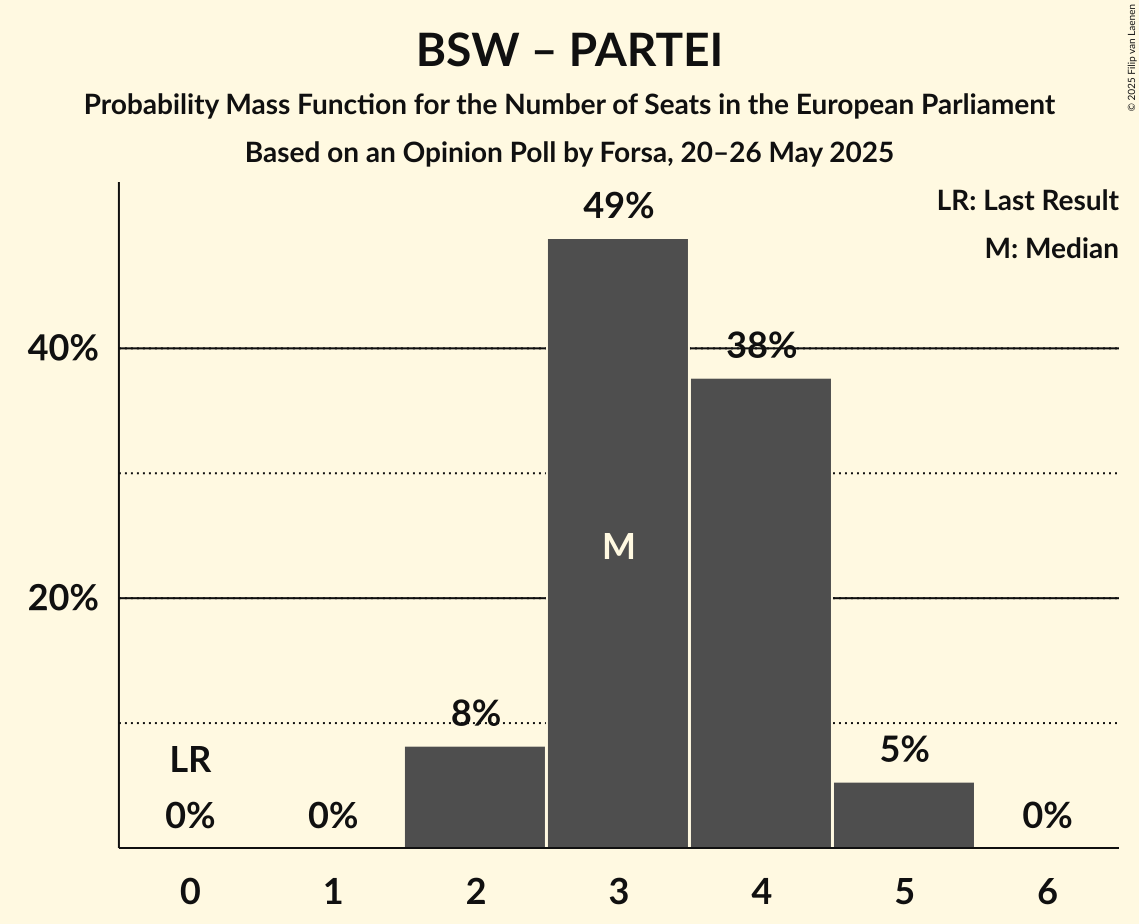 BSW – PARTEI
Probability Mass Function for the Number of Seats in the European Parliament
Based on an Opinion Poll by Forsa, 20–26 May 2025
© 2025 Filip van Laenen
LR: Last Result
M: Median
49%
40%
38%
M
20%
8%
5%
LR
0%
0%
0%
0
1
2
3
4
5
6